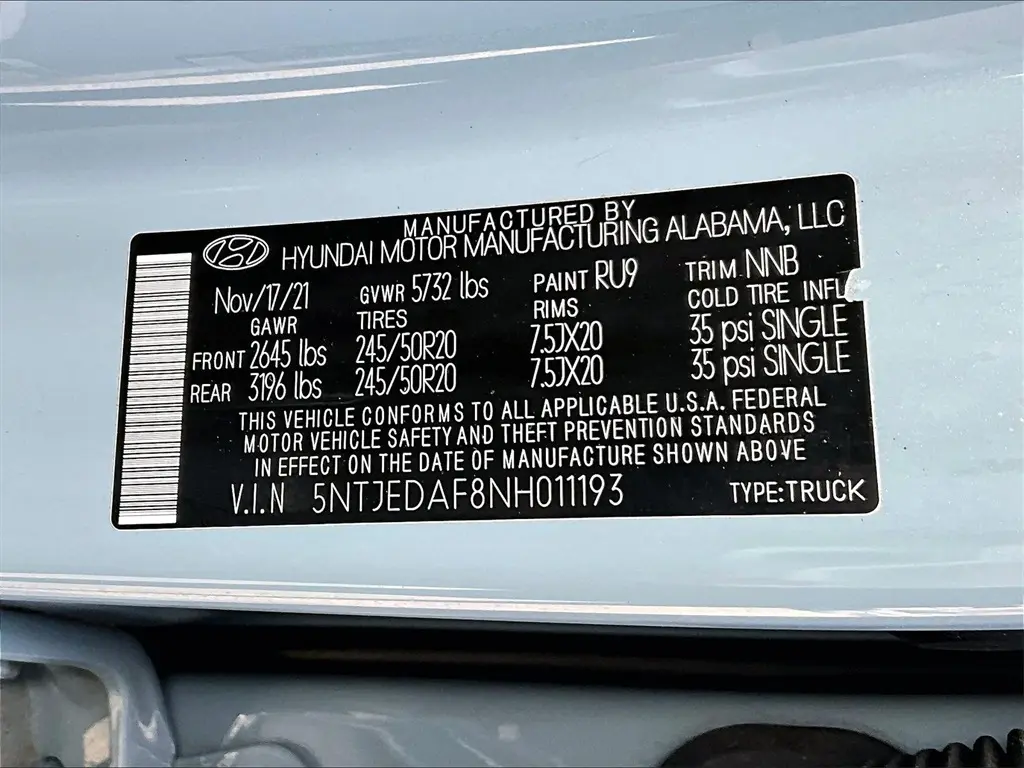 MANUFACTURED BY
HYUNDAI MOTOR MANUFACTURING ALABAMA, LLC
Nov/17/21 GVWR 5732 lbs PAINT RU9 TRIM NNB
GAWR TIRES RIMS COLD TIRE INFL
FRONT 2645 lbs 245/50R20 7.5JX20 35 psi SINGLE
REAR 3196 lbs 245/50R20 7.5JX20 35 psi SINGLE
THIS VEHICLE CONFORMS TO ALL APPLICABLE U.S.A. FEDERAL
MOTOR VEHICLE SAFETY AND THEFT PREVENTION STANDARDS
IN EFFECT ON THE DATE OF MANUFACTURE SHOWN ABOVE
V.I.N 5NTJEDAF8NH011193 TYPE:TRUCK